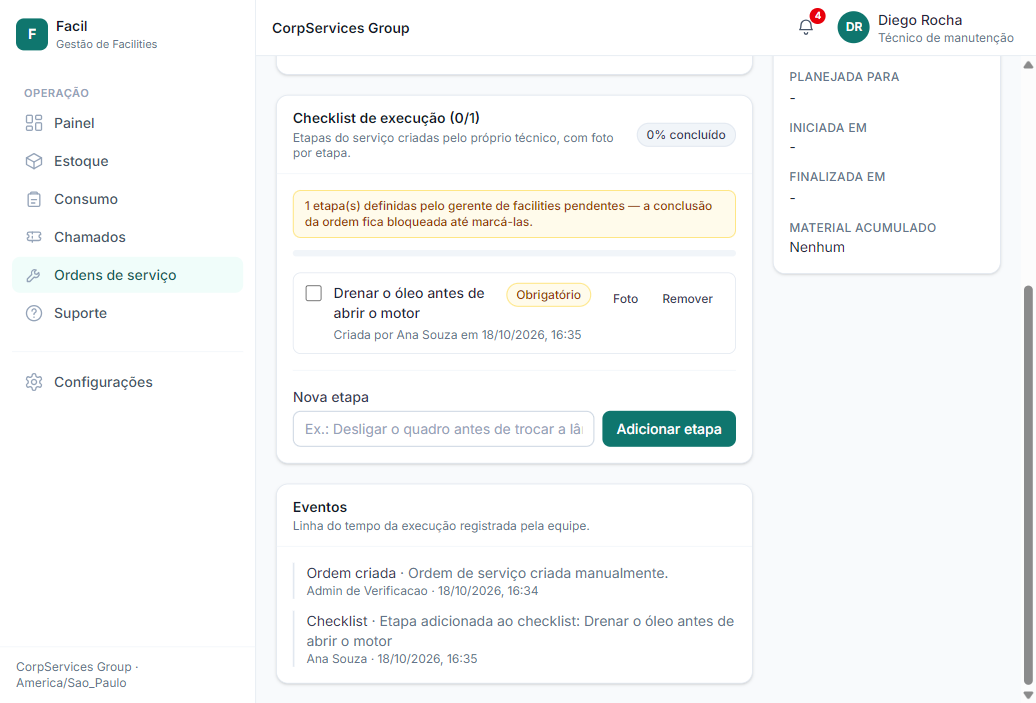 F
Facil
Gestão de Facilities
OPERAÇÃO
Painel
Estoque
Consumo
Chamados
Ordens de serviço
Suporte
Configurações
CorpServices Group ·
America/Sao_Paulo
CorpServices Group
4
DR
Diego Rocha
Técnico de manutenção
Checklist de execução (0/1)
Etapas do serviço criadas pelo próprio técnico, com foto
por etapa.
0% concluído
1 etapa(s) definidas pelo gerente de facilities pendentes — a conclusão
da ordem fica bloqueada até marcá-las.
Drenar o óleo antes de
abrir o motor
Obrigatório
Foto
Remover
Criada por Ana Souza em 18/10/2026, 16:35
Nova etapa
Ex.: Desligar o quadro antes de trocar a lâ
Adicionar etapa
Eventos
Linha do tempo da execução registrada pela equipe.
Ordem criada · Ordem de serviço criada manualmente.
Admin de Verificacao · 18/10/2026, 16:34
Checklist · Etapa adicionada ao checklist: Drenar o óleo antes de
abrir o motor
Ana Souza · 18/10/2026, 16:35
PLANEJADA PARA
-
INICIADA EM
-
FINALIZADA EM
-
MATERIAL ACUMULADO
Nenhum